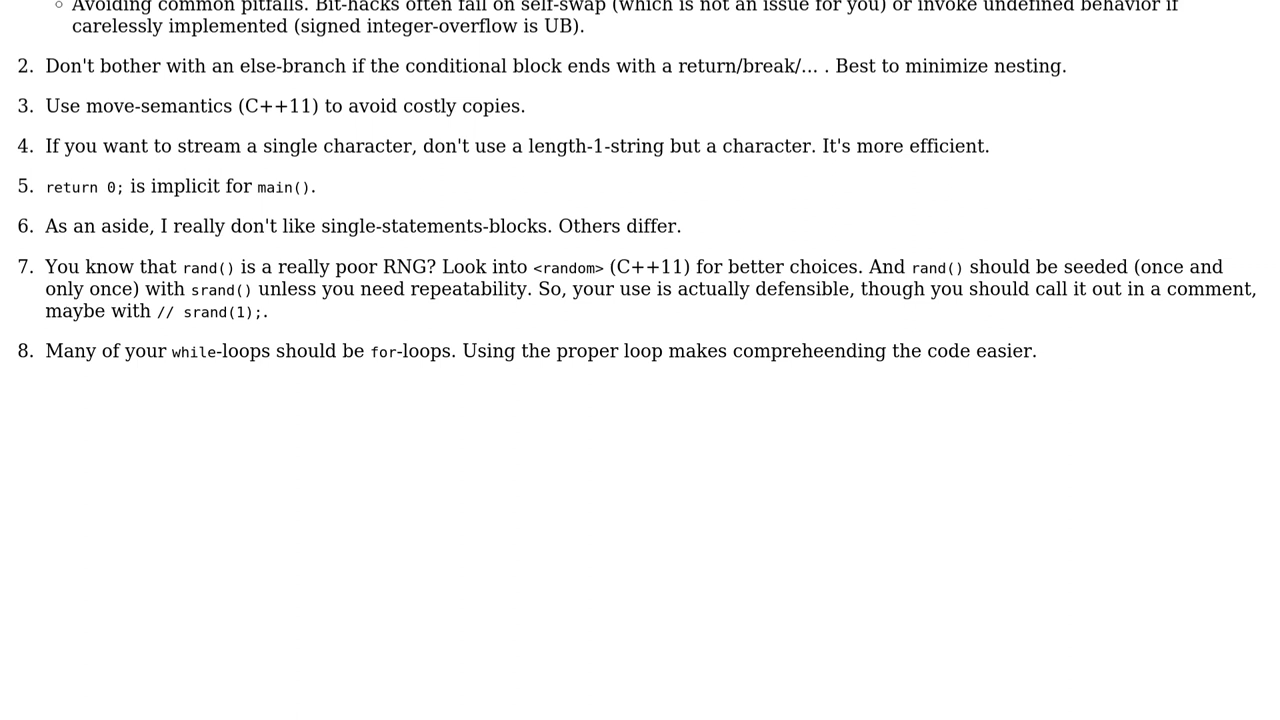 ◦ Avoiding common pitfalls. Bit-hacks often fail on self-swap (which is not an issue for you) or invoke undefined behavior if
carelessly implemented (signed integer-overflow is UB).
2. Don't bother with an else-branch if the conditional block ends with a return/break/... . Best to minimize nesting.
3. Use move-semantics (C++11) to avoid costly copies.
4. If you want to stream a single character, don't use a length-1-string but a character. It's more efficient.
5. return 0; is implicit for main().
6. As an aside, I really don't like single-statements-blocks. Others differ.
7. You know that rand() is a really poor RNG? Look into <random> (C++11) for better choices. And rand() should be seeded (once and
only once) with srand() unless you need repeatability. So, your use is actually defensible, though you should call it out in a comment,
maybe with // srand(1);.
8. Many of your while-loops should be for-loops. Using the proper loop makes compreheending the code easier.